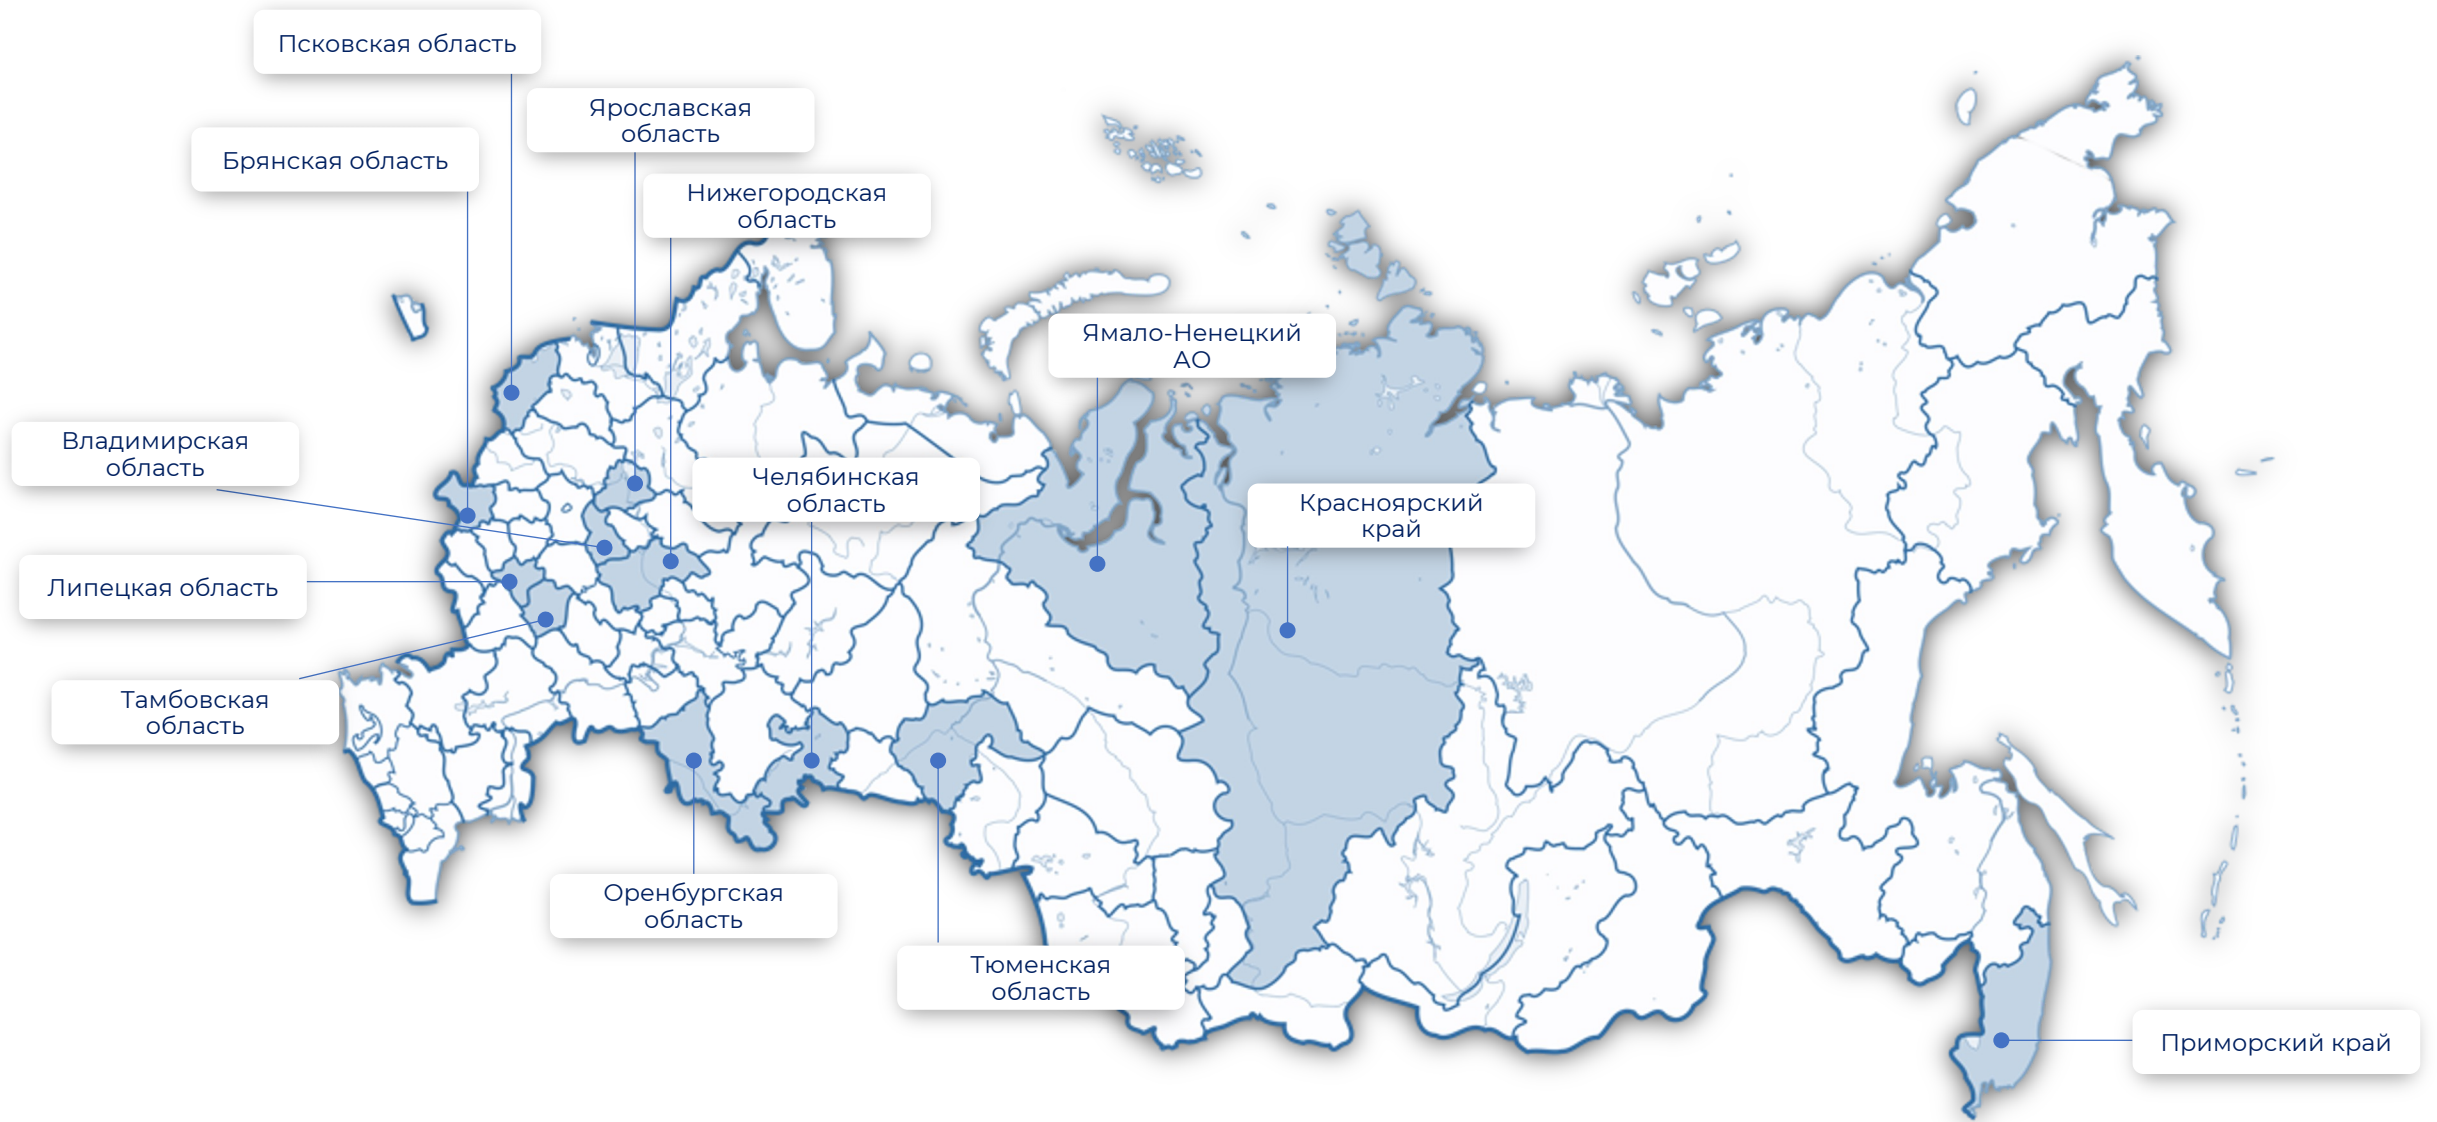 Псковская область
Ярославская
область
Брянская область
Нижегородская
область
Ямало-Ненецкий
АО
Владимирская
область
Челябинская
область
Красноярский
край
Липецкая область
Тамбовская
область
Оренбургская
область
Тюменская
область
Приморский край